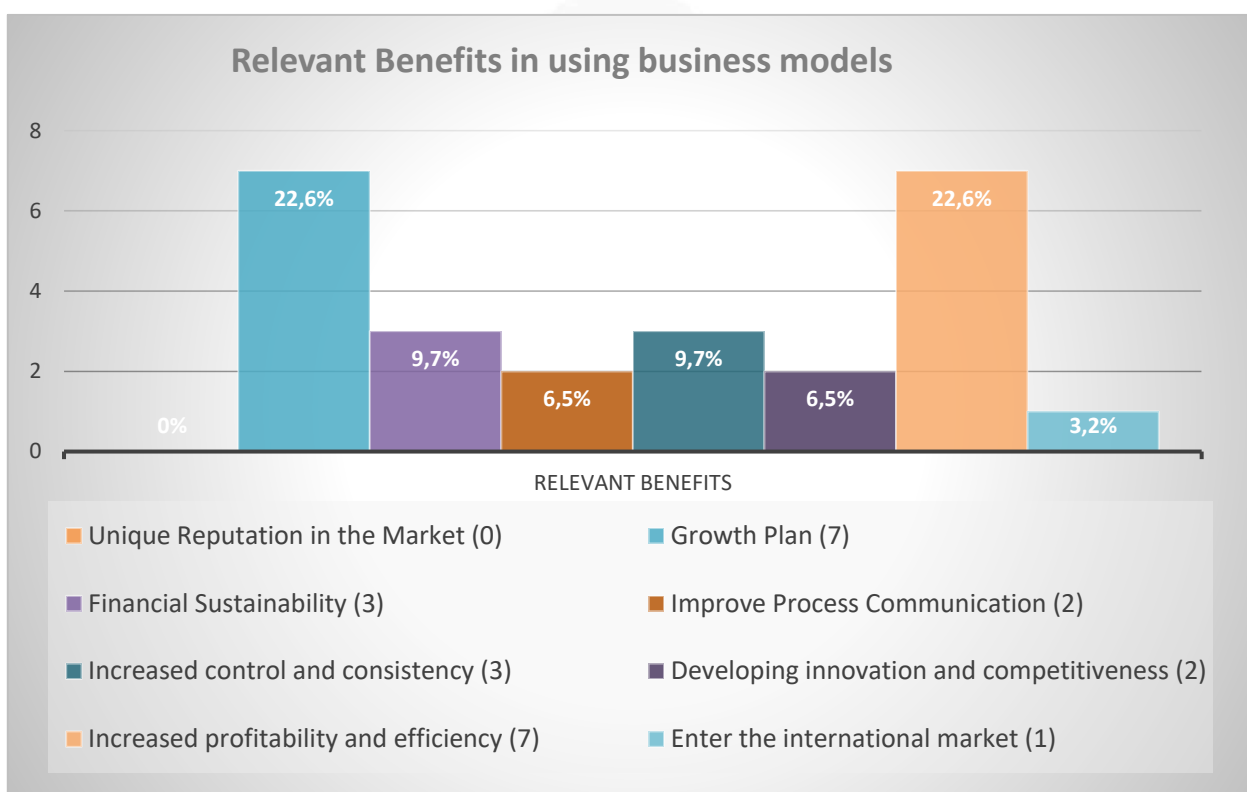 Relevant Benefits in using business models
8
6
4
2
0
0%
22,6%
9,7%
6,5%
9,7%
6,5%
22,6%
3,2%
RELEVANT BENEFITS
Unique Reputation in the Market (0)
Growth Plan (7)
Financial Sustainability (3)
Improve Process Communication (2)
Increased control and consistency (3)
Developing innovation and competitiveness (2)
Increased profitability and efficiency (7)
Enter the international market (1)